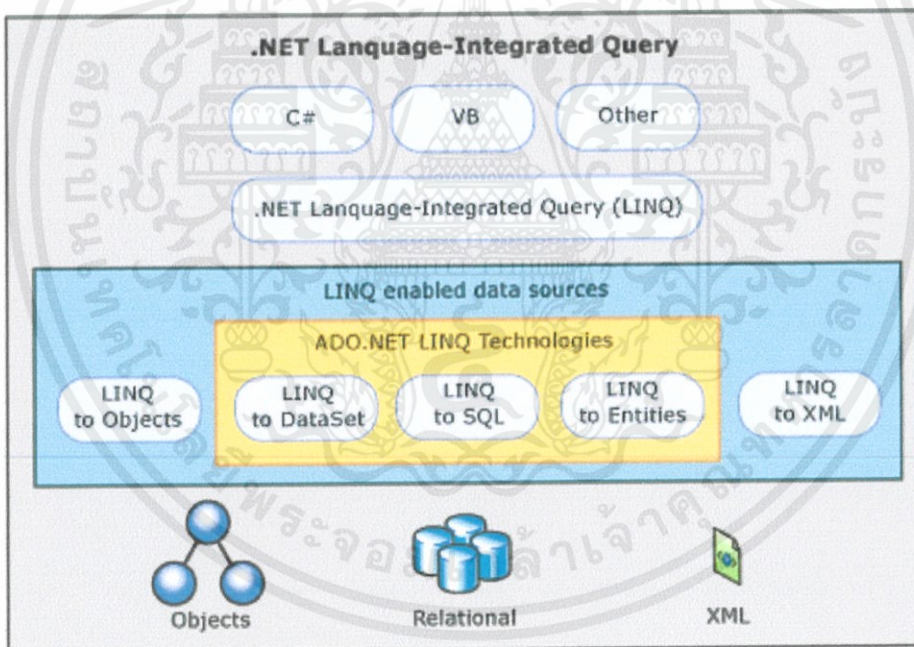 .NET Lanquage-Integrated Query
C#
VB
Other
.NET Lanquage-Integrated Query (LINQ)
LINQ enabled data sources
ADO.NET LINQ Technologies
LINQ
to Objects
LINQ
to DataSet
LINQ
to SQL
LINQ
to Entities
LINQ
to XML
Objects
Relational
XML